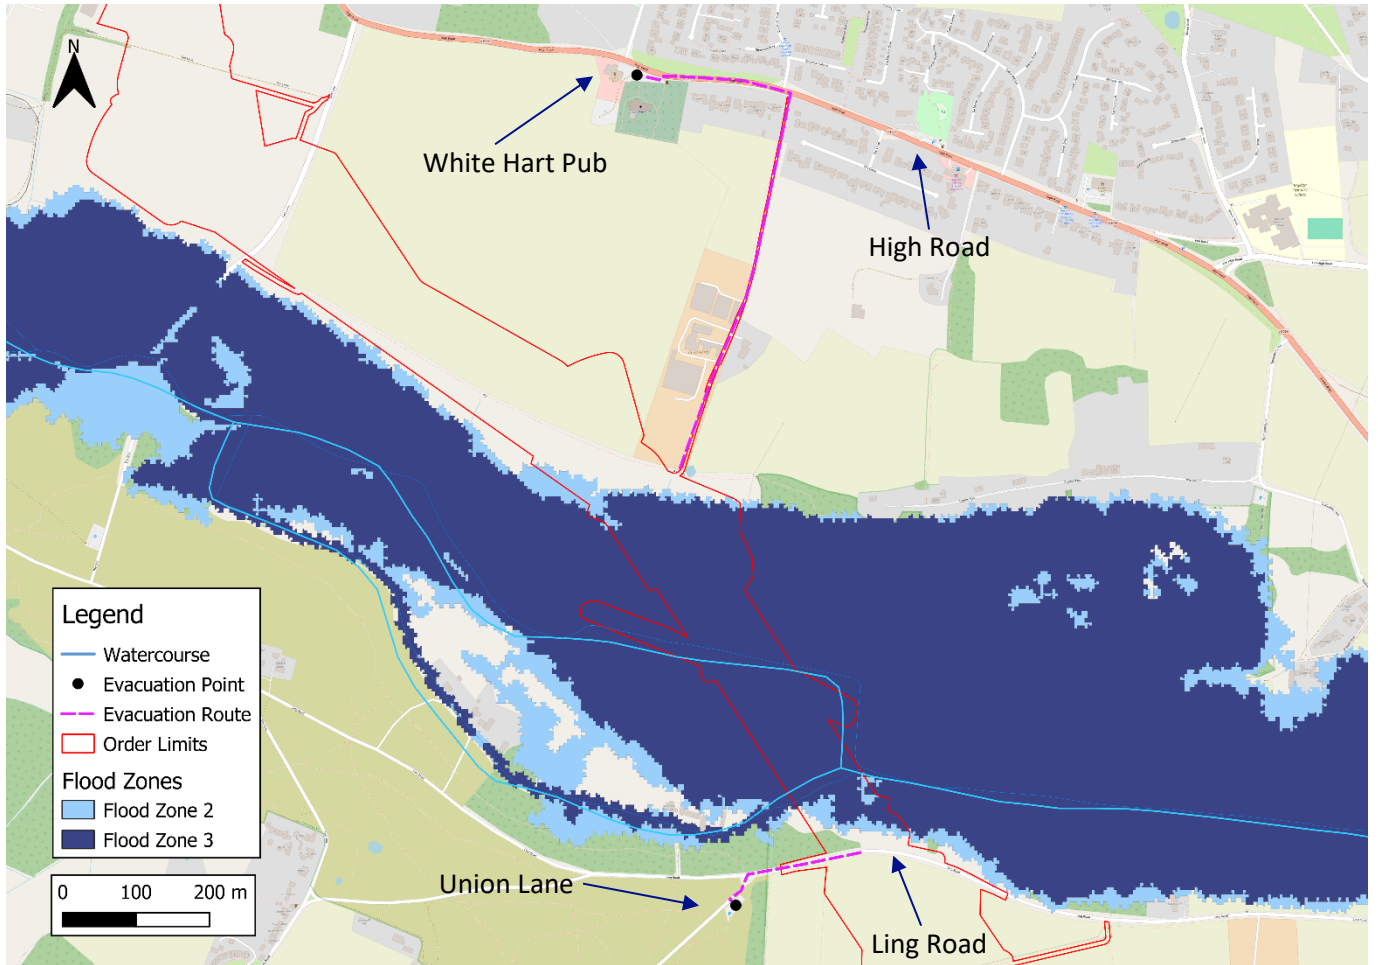 N
White Hart Pub
High Road
Legend
Watercourse
Evacuation Point
Evacuation Route
Order Limits
Flood Zones
Flood Zone 2
Flood Zone 3
0 100 200 m
Union Lane
Ling Road